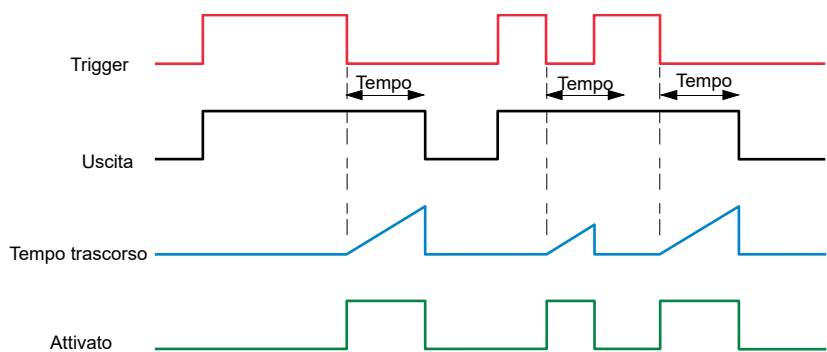 Trigger
Tempo
Tempo
Tempo
Uscita
Tempo trascorso
Attivato